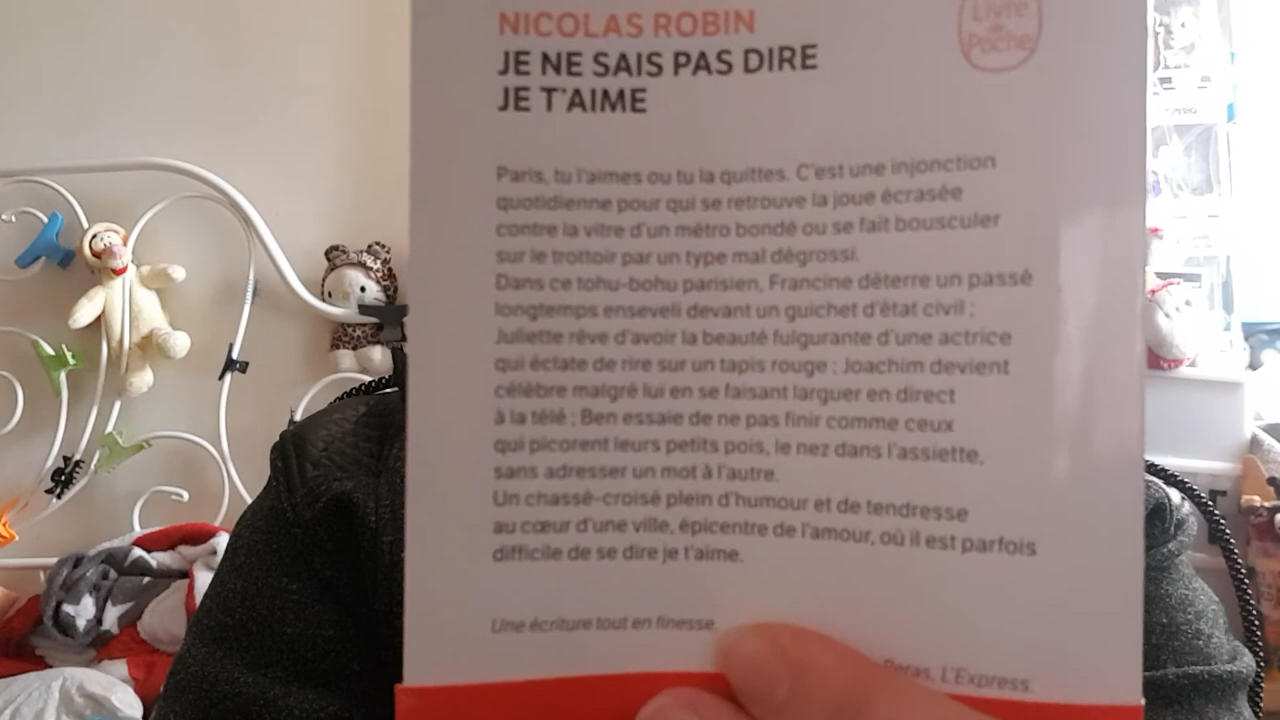 NICOLAS ROBIN
JE NE SAIS PAS DIRE
JE T'AIME
Livre
de
Poche
Paris, tu l'aimes ou tu la quittes. C'est une injonction
quotidienne pour qui se retrouve la joue écrasée
contre la vitre d'un métro bondé ou se fait bousculer
sur le trottoir par un type mal dégrossi.
Dans ce tohu-bohu parisien, Francine déterre un passé
longtemps enseveli devant un guichet d'état civil ;
Juliette rêve d'avoir la beauté fulgurante d'une actrice
qui éclate de rire sur un tapis rouge ; Joachim devient
célèbre malgré lui en se faisant larguer en direct
à la télé ; Ben essaie de ne pas finir comme ceux
qui picorent leurs petits pois, le nez dans l'assiette,
sans adresser un mot à l'autre.
Un chassé-croisé plein d'humour et de tendresse
au cœur d'une ville, épicentre de l'amour, où il est parfois
difficile de se dire je t'aime.
Une écriture tout en finesse.
Peras, L'Express.